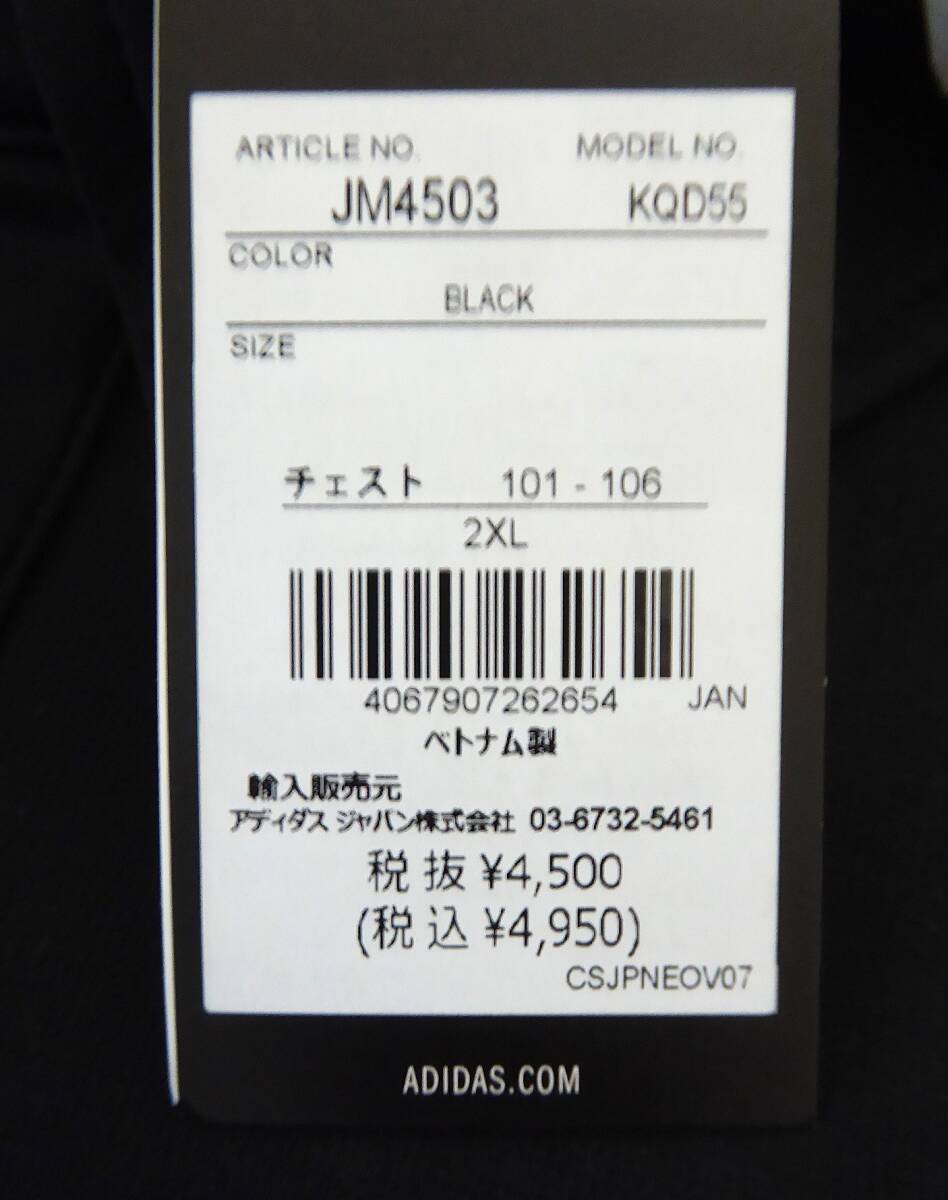 ARTICLE NO. MODEL NO.
JM4503 KQD55
COLOR
BLACK
SIZE
チェスト 101 - 106
2XL
4067907262654 JAN
ベトナム製
輸入販売元
アディダス ジャパン株式会社 03-6732-5461
税 抜 ¥4,500
(税 込 ¥4,950)
CSJPNEOV07
ADIDAS.COM